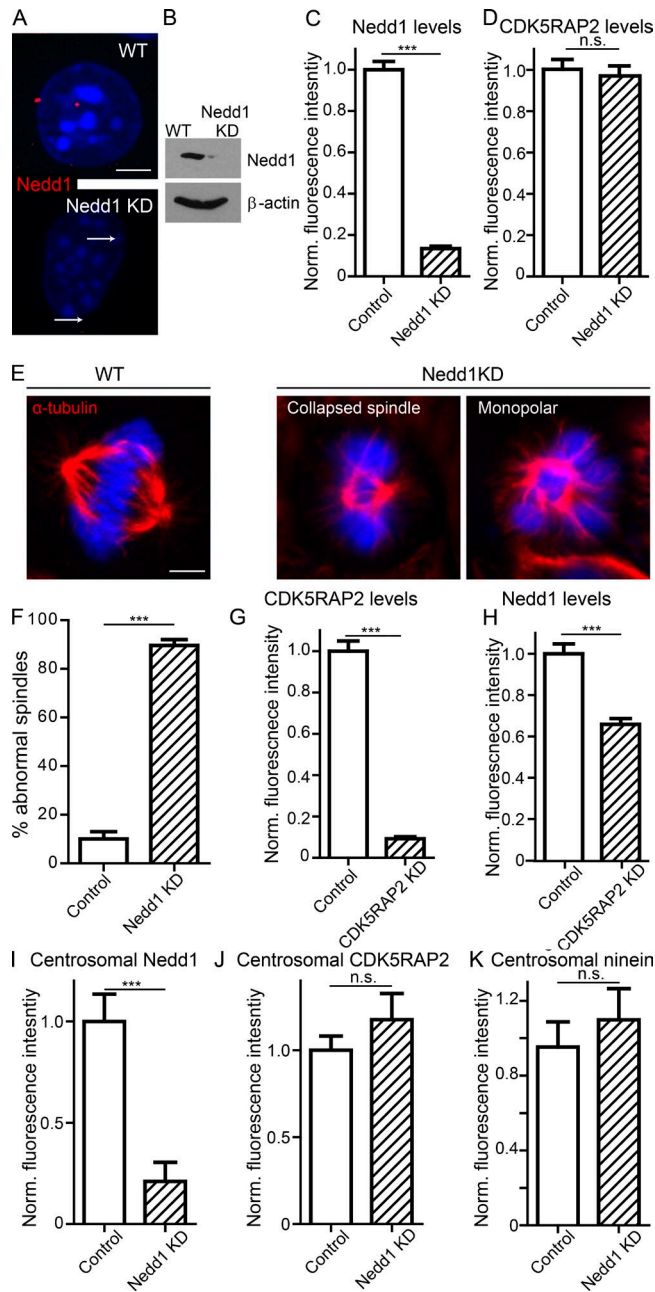 A
WT
Nedd1
Nedd1 KD
B
Nedd1
WT KD
Nedd1
β-actin
C
Nedd1 levels
***
Norm. fluorescence intesntiy
1.0
0.8
0.6
0.4
0.2
0
Control
Nedd1 KD
D
CDK5RAP2 levels
n.s.
Norm. fluorescence intesntiy
1.0
0.8
0.6
0.4
0.2
0
Control
Nedd1 KD
E
WT
Nedd1KD
α-tubulin
Collapsed spindle
Monopolar
F
***
% abnormal spindles
100
80
60
40
20
0
Control
Nedd1 KD
G
CDK5RAP2 levels
***
Norm. fluorescnece intensity
1.0
0.8
0.6
0.4
0.2
0
Control
CDK5RAP2 KD
H
Nedd1 levels
***
Norm. fluorescnece intensity
1.0
0.8
0.6
0.4
0.2
0
Control
CDK5RAP2 KD
I Centrosomal Nedd1
***
Norm. fluorescence intesntiy
1.0
0.5
0
Control
Nedd1 KD
J Centrosomal CDK5RAP2
n.s.
Norm. fluorescence intesntiy
1.0
0.5
0
Control
Nedd1 KD
K Centrosomal ninein
n.s.
Norm. fluorescence intesntiy
1.2
0.8
0.4
0
Control
Nedd1 KD